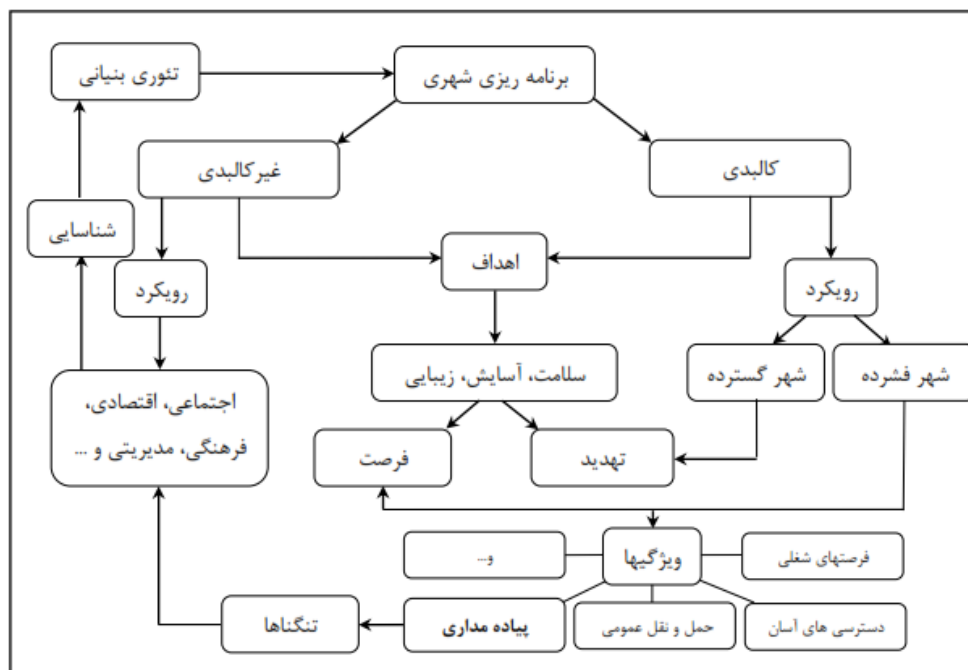 برنامه ریزی شهری
تئوری بنیانی
کالبدی
غیرکالبدی
شناسایی
اهداف
رویکرد
رویکرد
شهر فشرده
شهر گسترده
سلامت، آسایش، زیبایی
اجتماعی، اقتصادی،
فرهنگی، مدیریتی و ...
تهدید
فرصت
ویژگیها
فرصتهای شغلی
و...
دسترسی های آسان
حمل و نقل عمومی
پیاده مداری
تنگناها